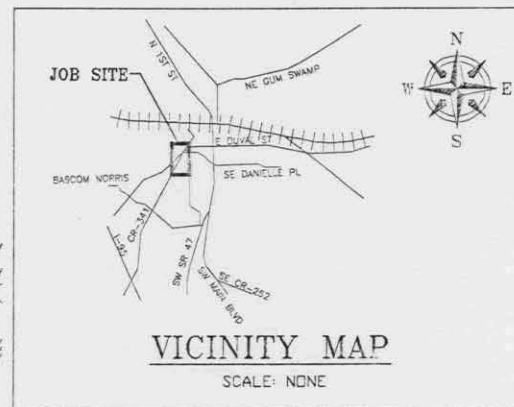 N
N 1ST ST
NE GUM SWAMP
JOB SITE
W
E
S
E DUVAL ST
BASCOM NORRIS
SE DANIELLE PL
CR-341
I-95
SW SR 47
SW MAIN BLVD
SE CR-252
VICINITY MAP
SCALE: NONE